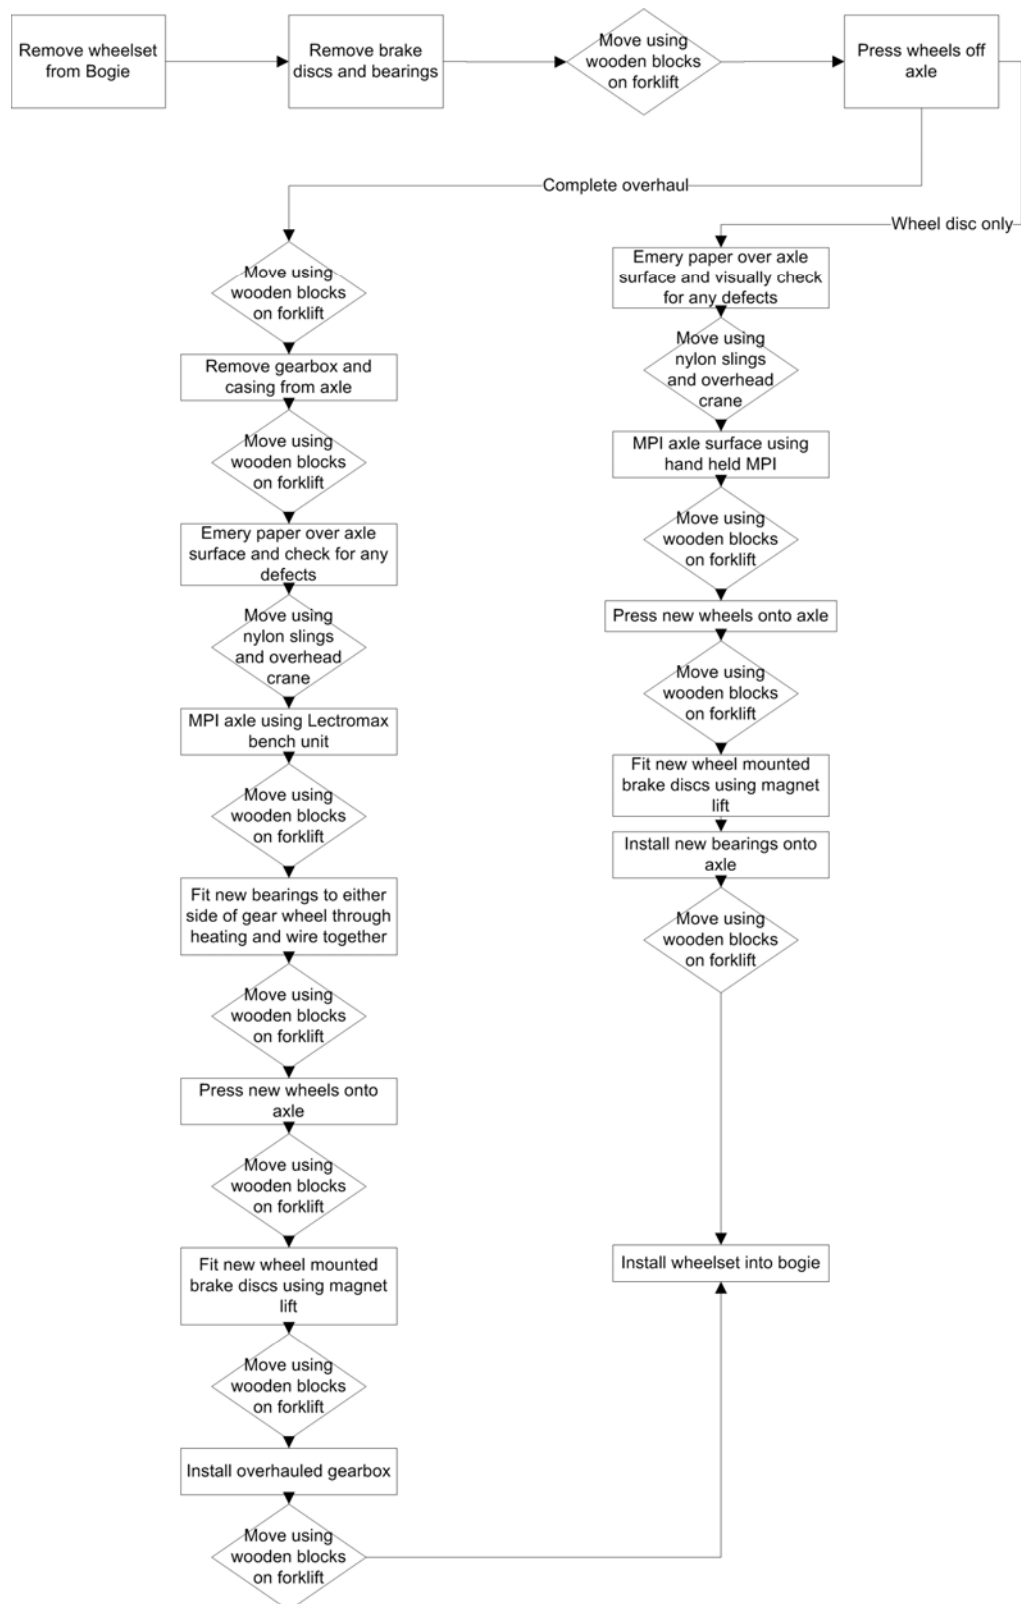 Remove wheelset
from Bogie
Remove brake
discs and bearings
Move using
wooden blocks
on forklift
Press wheels off
axle
Complete overhaul
Wheel disc only
Move using
wooden blocks
on forklift
Remove gearbox and
casing from axle
Move using
wooden blocks
on forklift
Emery paper over axle
surface and check for any
defects
Move using
nylon slings
and overhead
crane
MPI axle using Lectromax
bench unit
Move using
wooden blocks
on forklift
Fit new bearings to either
side of gear wheel through
heating and wire together
Move using
wooden blocks
on forklift
Press new wheels onto
axle
Move using
wooden blocks
on forklift
Fit new wheel mounted
brake discs using magnet
lift
Move using
wooden blocks
on forklift
Install overhauled gearbox
Move using
wooden blocks
on forklift
Emery paper over axle
surface and visually check
for any defects
Move using
nylon slings
and overhead
crane
MPI axle surface using
hand held MPI
Move using
wooden blocks
on forklift
Press new wheels onto axle
Move using
wooden blocks
on forklift
Fit new wheel mounted
brake discs using magnet
lift
Install new bearings onto
axle
Move using
wooden blocks
on forklift
Install wheelset into bogie